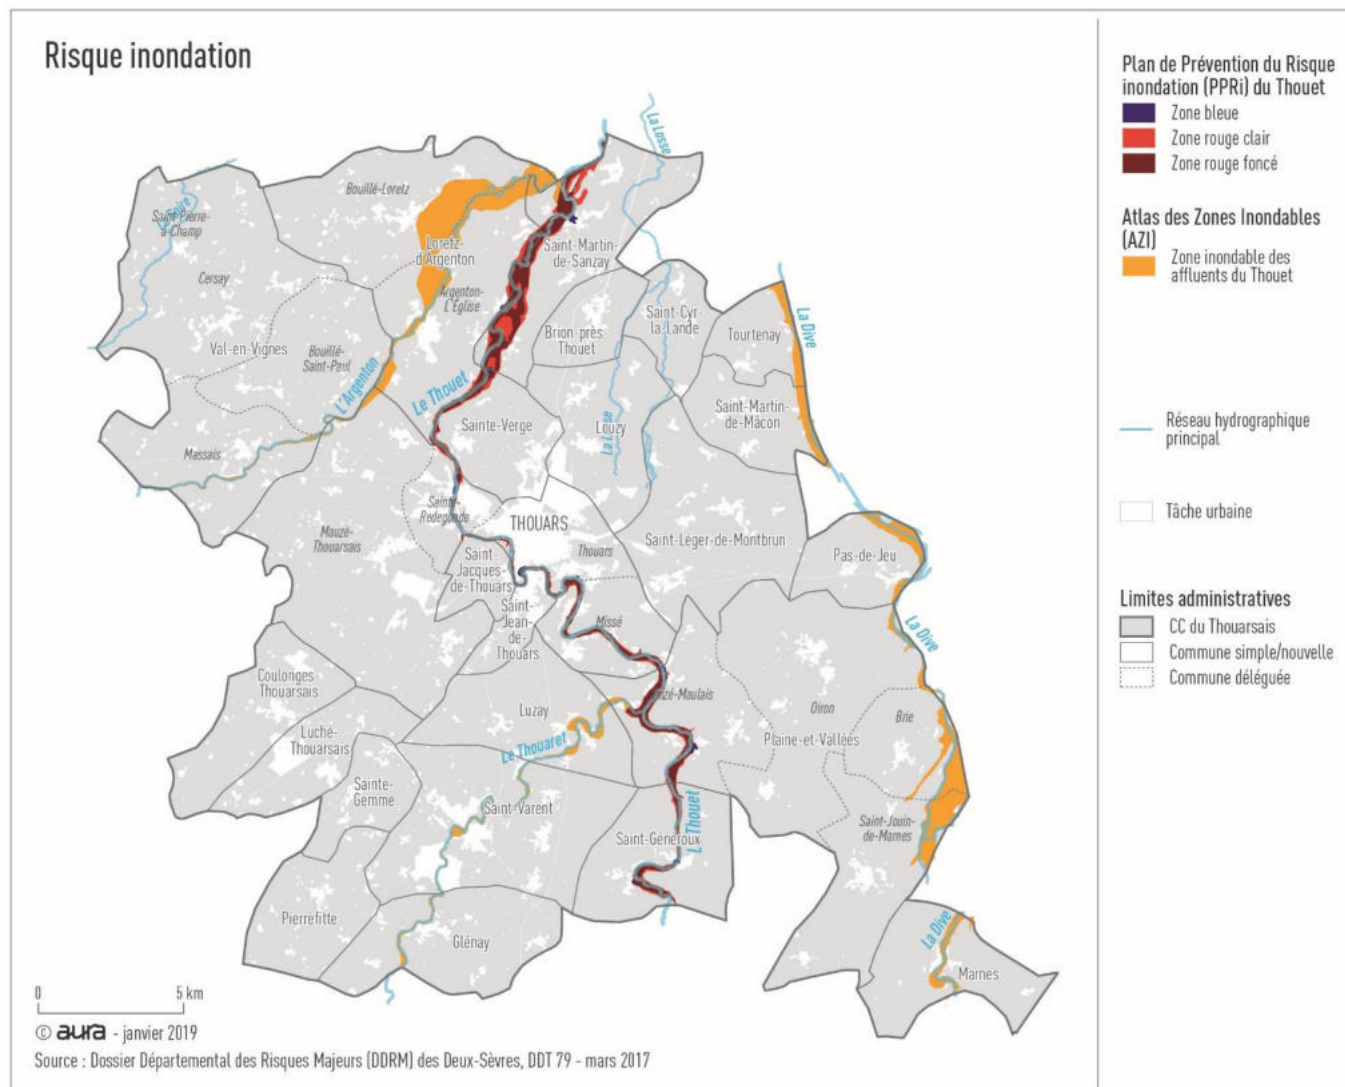 Risque inondation
La Losse
Bouillé-Loretz
Saint-Pierre-
à-Champ
Cersay
Loretz-
d'Argenton
Saint-Martin-
de-Sanzay
Argenton-
L'Église
Saint-Cyr-
la-Lande
Brion-près-
Thouet
Tourtenay
La Dive
Val-en-Vignes
Bouillé-
Saint-Paul
L'Argenton
Le Thouet
Saint-Martin-
de-Mâcon
Sainte-Verge
Louzy
Massais
THOUARS
Mauzé-
Thouarsais
Saint-Léger-de-Montbrun
Thouars
Pas-de-Jeu
Saint-
Jacques-
de-Thouars
Saint-
Jean-
de-
Thouars
Missé
La Dive
Coulonges
Thouarsais
Luzay
Oiron
Brie
Plaine-et-Vallées
Luché-
Thouarsais
Le Thouaret
Sainte-
Gemme
Saint-Varent
Le Thouet
Saint-Généroux
Saint-Jouin-
de-Marnes
Pierrefitte
Glénay
La Dive
Marnes
0 5 km
© aura - janvier 2019
Source : Dossier Départemental des Risques Majeurs (DDRM) des Deux-Sèvres, DDT 79 - mars 2017
Plan de Prévention du Risque
inondation (PPRi) du Thouet
Zone bleue
Zone rouge clair
Zone rouge foncé
Atlas des Zones Inondables
(AZI)
Zone inondable des
affluents du Thouet
Réseau hydrographique
principal
Tâche urbaine
Limites administratives
CC du Thouarsais
Commune simple/nouvelle
Commune déléguée